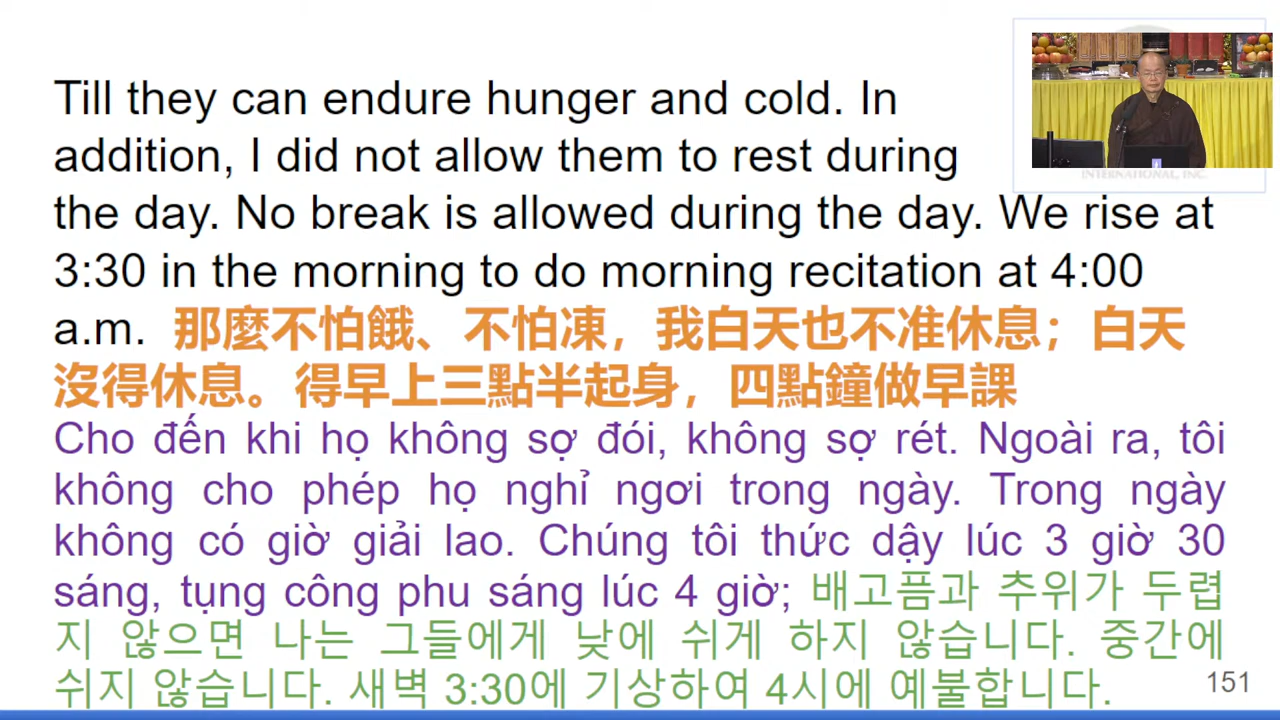 Till they can endure hunger and cold. In
addition, I did not allow them to rest during
the day. No break is allowed during the day. We rise at
3:30 in the morning to do morning recitation at 4:00
a.m. 那麼不怕餓、不怕凍，我白天也不准休息；白天
沒得休息。得早上三點半起身，四點鐘做早課
Cho đến khi họ không sợ đói, không sợ rét. Ngoài ra, tôi
không cho phép họ nghỉ ngơi trong ngày. Trong ngày
không có giờ giải lao. Chúng tôi thức dậy lúc 3 giờ 30
sáng, tụng công phu sáng lúc 4 giờ; 배고픔과 추위가 두렵
지 않으면 나는 그들에게 낮에 쉬게 하지 않습니다. 중간에
쉬지 않습니다. 새벽 3:30에 기상하여 4시에 예불합니다.
INTERNATIONAL, INC.
151